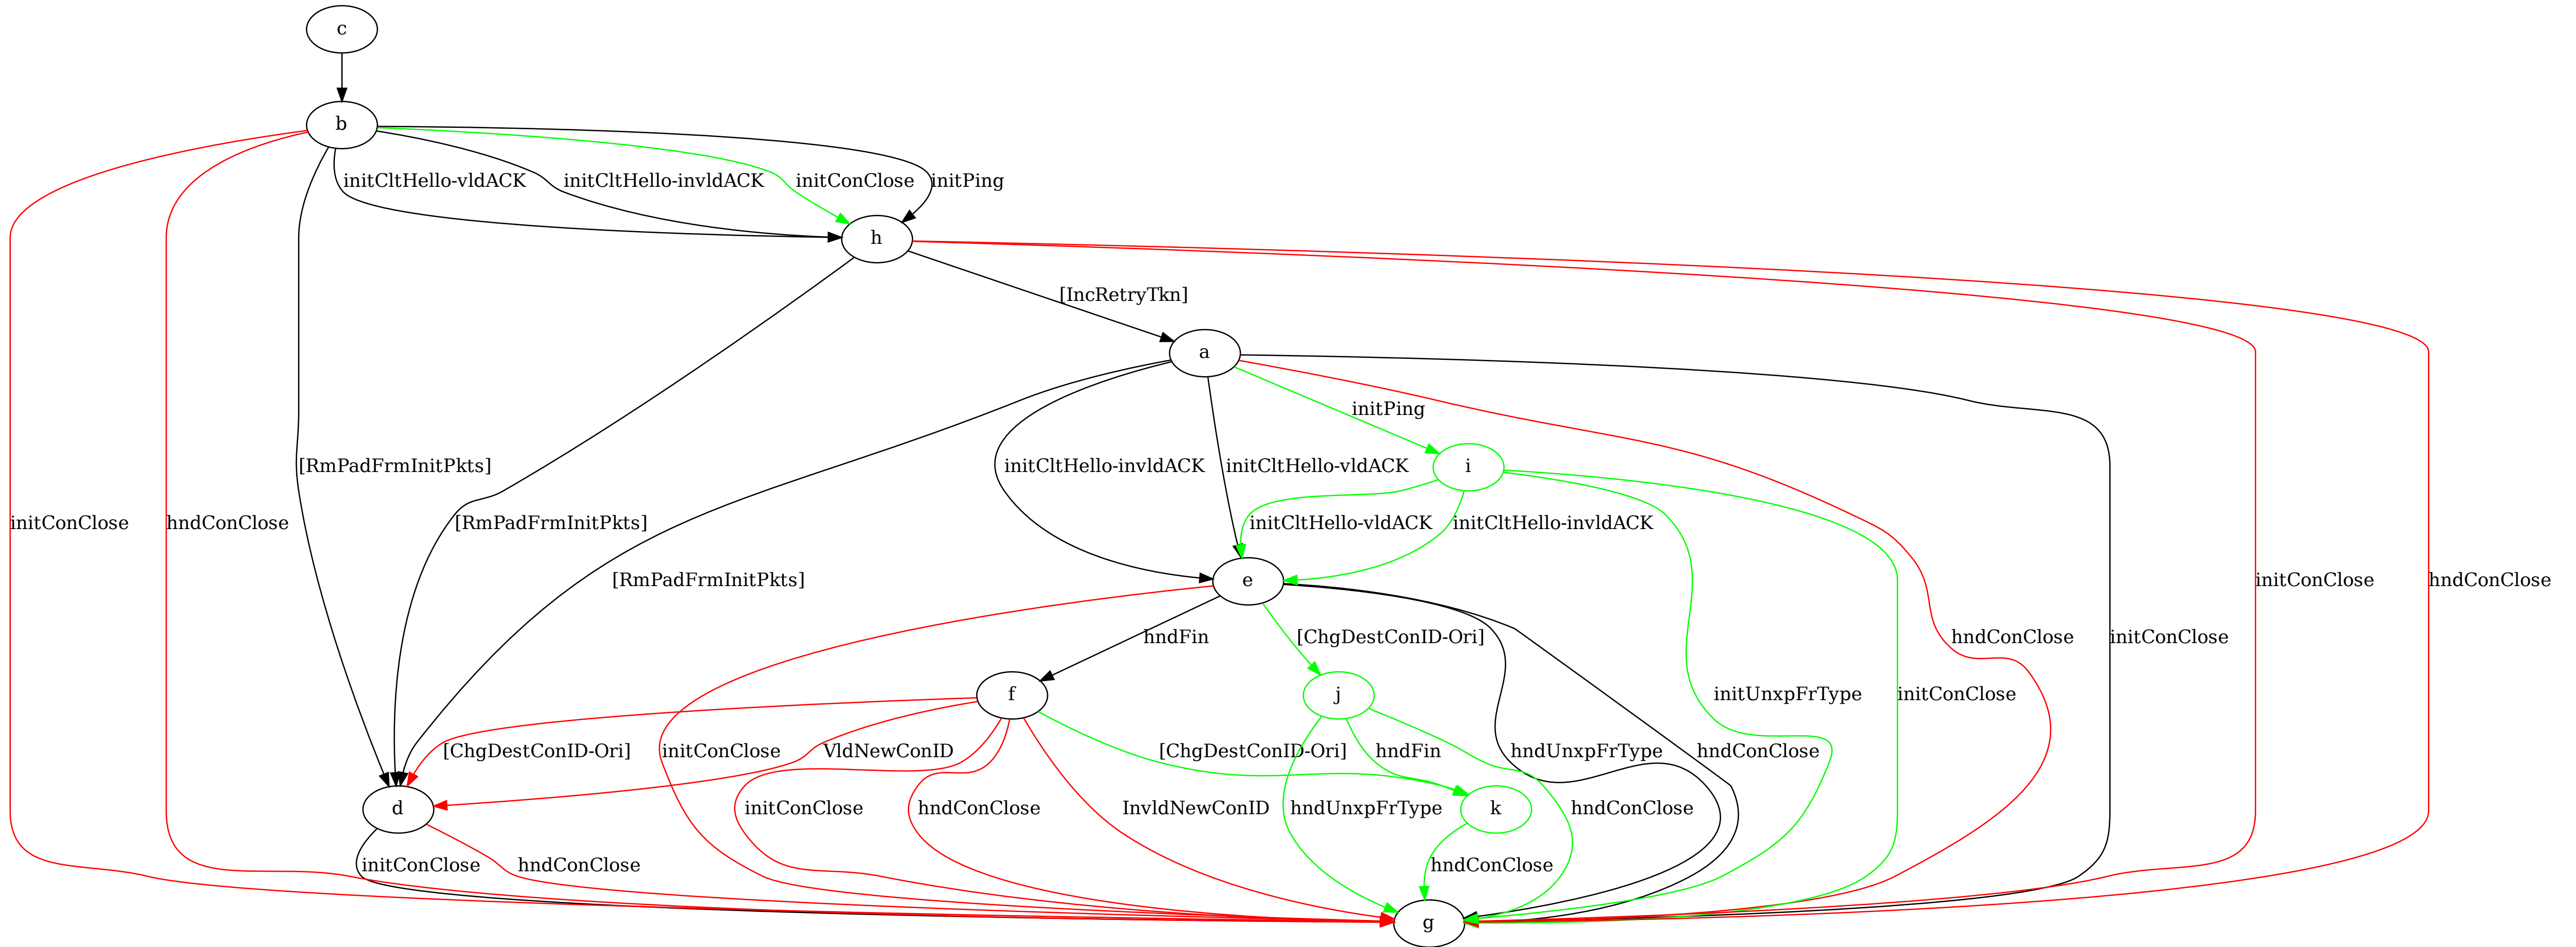 c
b
initCltHello-vldACK
initCltHello-invldACK
initConClose
initPing
h
[IncRetryTkn]
a
initPing
[RmPadFrmInitPkts]
initCltHello-invldACK
initCltHello-vldACK
i
initConClose
hndConClose
[RmPadFrmInitPkts]
initCltHello-vldACK
initCltHello-invldACK
[RmPadFrmInitPkts]
e
initConClose
hndConClose
hndFin
[ChgDestConID-Ori]
hndConClose
initConClose
f
j
initUnxpFrType
initConClose
[ChgDestConID-Ori]
initConClose
VldNewConID
[ChgDestConID-Ori]
hndFin
hndUnxpFrType
hndConClose
d
initConClose
hndConClose
InvldNewConID
hndUnxpFrType
k
hndConClose
initConClose
hndConClose
hndConClose
g